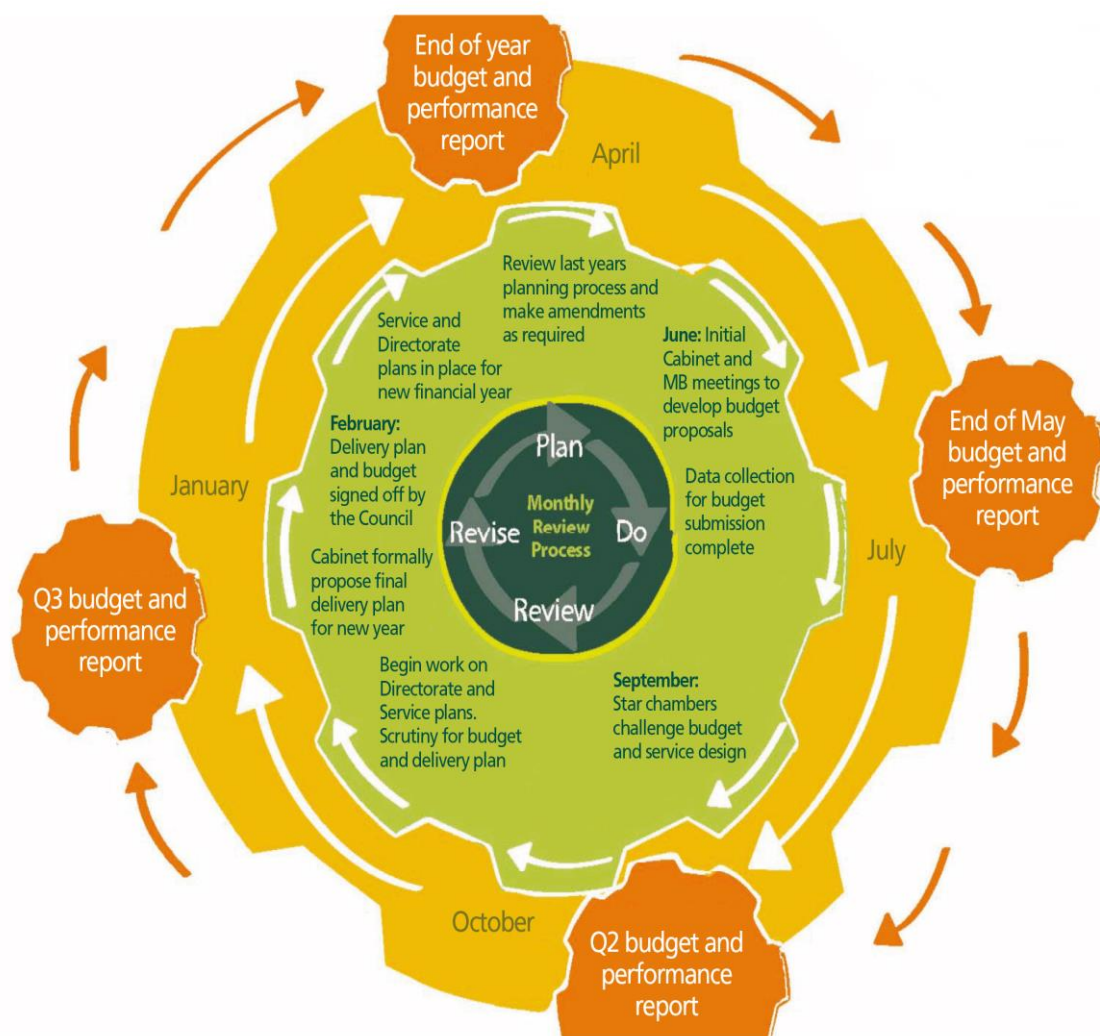 End of year
budget and
performance
report
April
Review last years
planning process and
make amendments
as required
June: Initial
Cabinet and
MB meetings to
develop budget
proposals
End of May
budget and
performance
report
Data collection
for budget
submission
complete
July
September:
Star chambers
challenge budget
and service design
Q2 budget and
performance
report
October
Begin work on
Directorate and
Service plans.
Scrutiny for budget
and delivery plan
Q3 budget and
performance
report
Cabinet formally
propose final
delivery plan
for new year
January
February:
Delivery plan
and budget
signed off by
the Council
Service and
Directorate
plans in place for
new financial year
Plan
Do
Review
Revise
Monthly
Review
Process